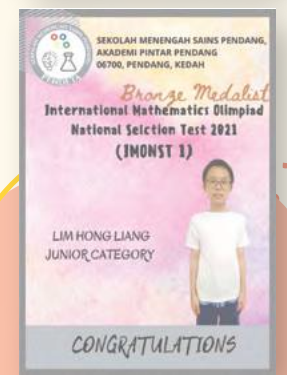 SEKOLAH MENENGAH SAINS PENDANG,
AKADEMI PINTAR PENDANG
06700, PENDANG, KEDAH
Bronze Medalist
International Mathematics Olimpiad
National Selction Test 2021
(IMONST 1)
LIM HONG LIANG
JUNIOR CATEGORY
CONGRATULATIONS